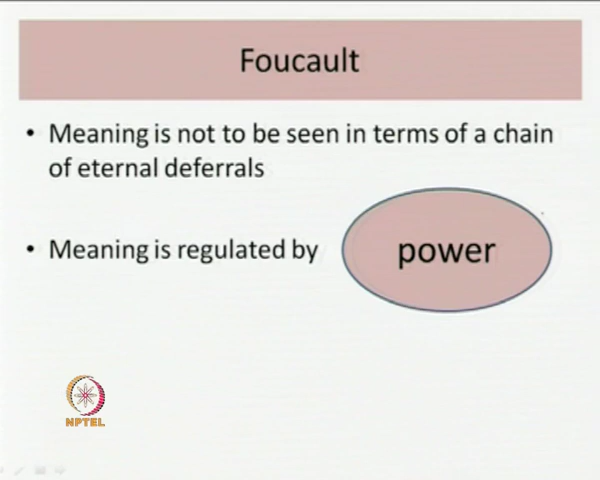 Foucault
• Meaning is not to be seen in terms of a chain
of eternal deferrals
• Meaning is regulated by power
NPTEL